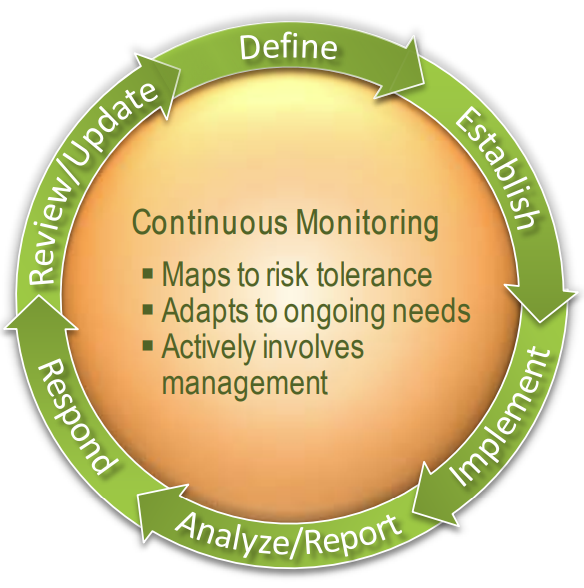 Define
Establish
Implement
Analyze/Report
Respond
Review/Update
Continuous Monitoring
▪ Maps to risk tolerance
▪ Adapts to ongoing needs
▪ Actively involves
management